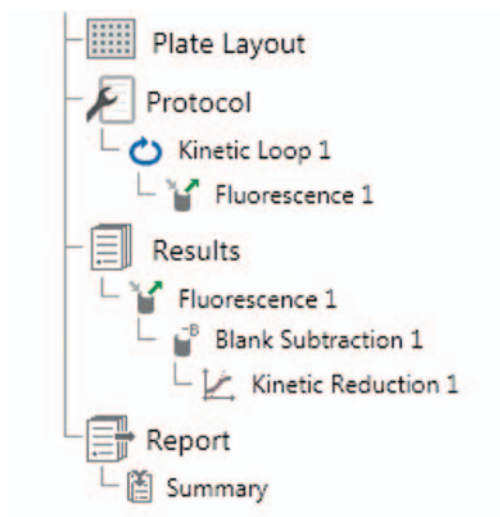 Plate Layout
Protocol
Kinetic Loop 1
Fluorescence 1
Results
Fluorescence 1
-B
Blank Subtraction 1
Kinetic Reduction 1
Report
Summary